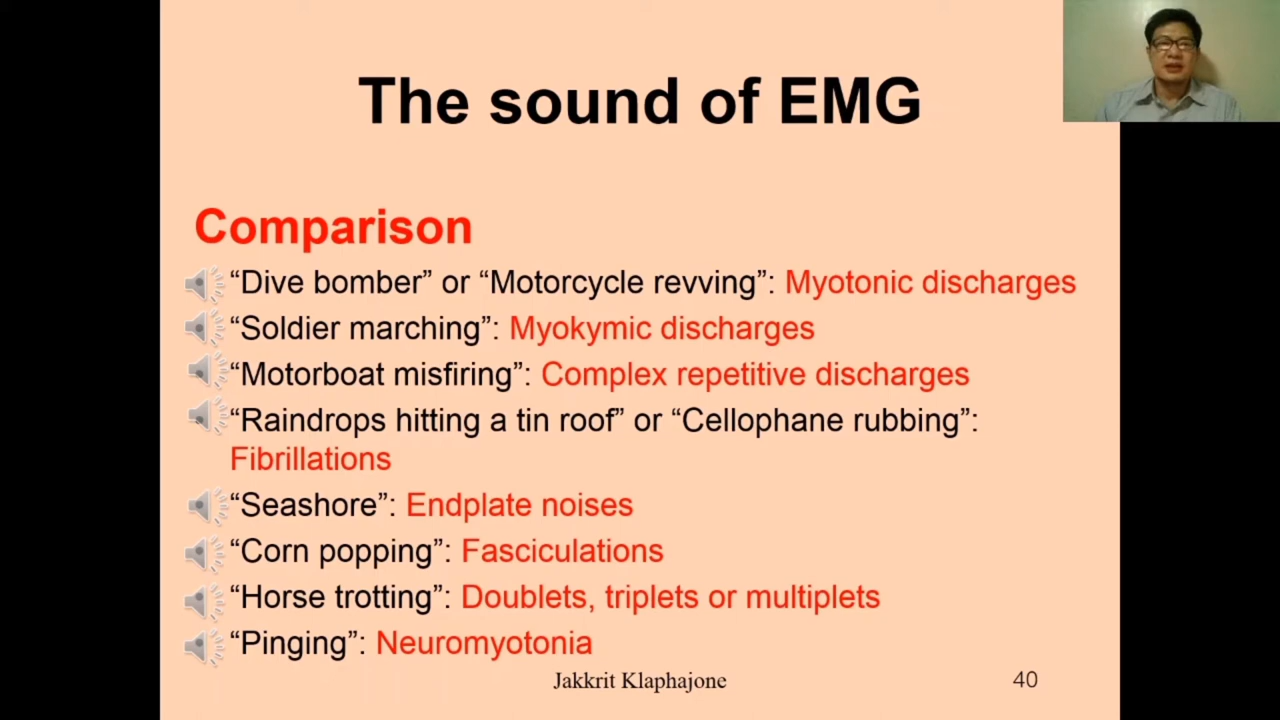 The sound of EMG
Comparison
“Dive bomber” or “Motorcycle revving”: Myotonic discharges
“Soldier marching”: Myokymic discharges
“Motorboat misfiring”: Complex repetitive discharges
“Raindrops hitting a tin roof” or “Cellophane rubbing”:
Fibrillations
“Seashore”: Endplate noises
“Corn popping”: Fasciculations
“Horse trotting”: Doublets, triplets or multiplets
“Pinging”: Neuromyotonia
Jakkrit Klaphajone
40